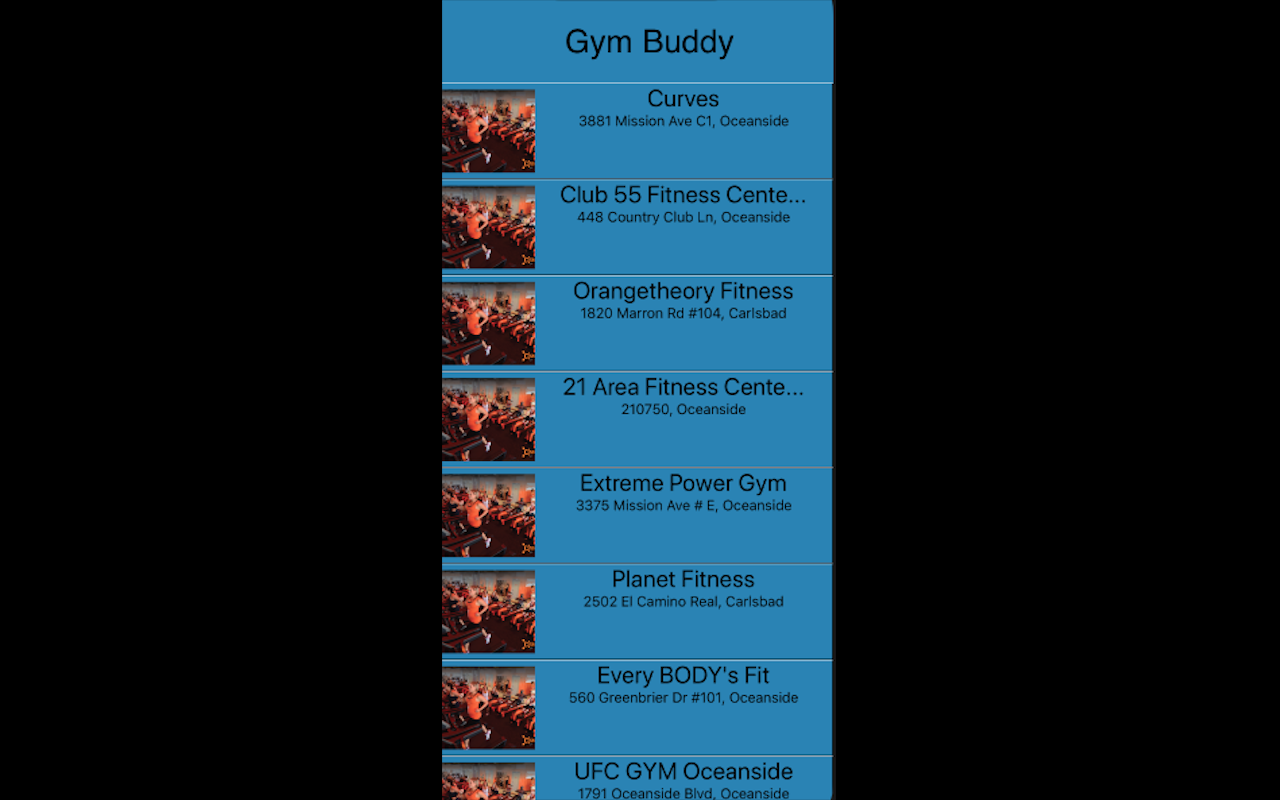 Gym Buddy
Curves
3881 Mission Ave C1, Oceanside
Club 55 Fitness Cente...
448 Country Club Ln, Oceanside
Orangetheory Fitness
1820 Marron Rd #104, Carlsbad
21 Area Fitness Cente...
210750, Oceanside
Extreme Power Gym
3375 Mission Ave # E, Oceanside
Planet Fitness
2502 El Camino Real, Carlsbad
Every BODY's Fit
560 Greenbrier Dr #101, Oceanside
UFC GYM Oceanside
1791 Oceanside Blvd, Oceanside